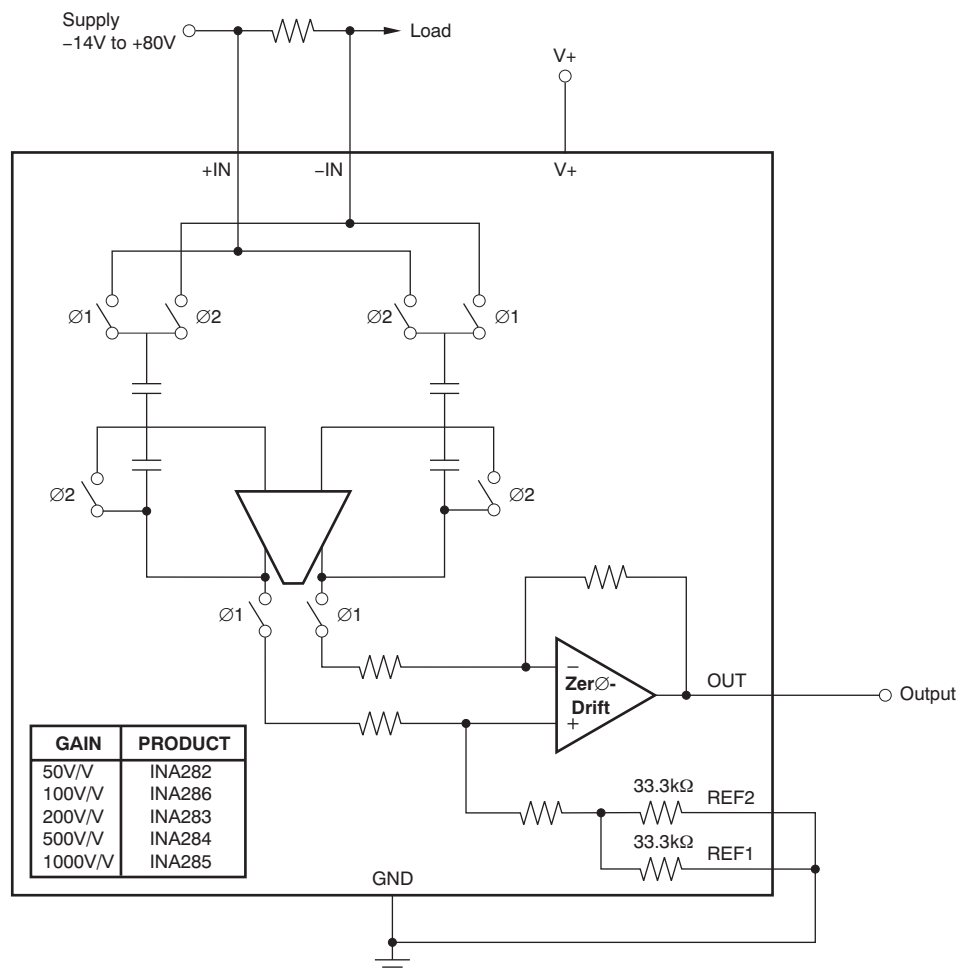 Supply
−14V to +80V
Load
V+
+IN
−IN
V+
Ø1
Ø2
Ø2
Ø1
Ø2
Ø2
Ø1
Ø1
−
ZerØ-
Drift
+
OUT
Output
33.3kΩ
REF2
33.3kΩ
REF1
GAIN PRODUCT
50V/V INA282
100V/V INA286
200V/V INA283
500V/V INA284
1000V/V INA285
GND